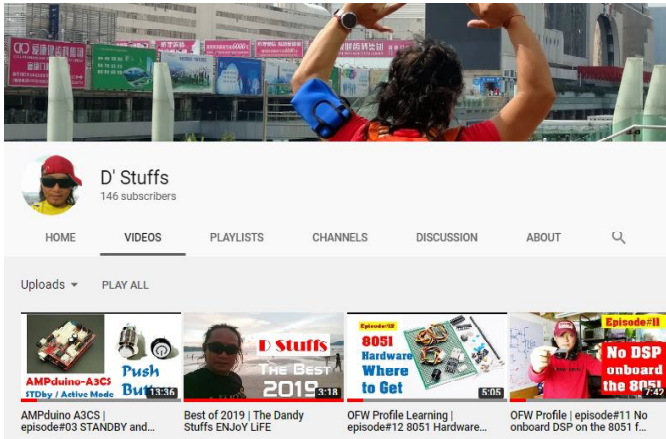 6000
D' Stuffs
146 subscribers
HOME VIDEOS PLAYLISTS CHANNELS DISCUSSION ABOUT
Uploads PLAY ALL
AMPduino-A3CS
STDby / Active Mode
Push
Button
13:36
D Stuffs
THE BEST
2019
3:18
Episode#12
8051
Hardware
Where
to Get
5:05
Episode#11
No DSP
onboard
the 8051
7:42
AMPduino A3CS |
episode#03 STANDBY and...
Best of 2019 | The Dandy
Stuffs ENJoY LiFE
OFW Profile Learning |
episode#12 8051 Hardware...
OFW Profile | episode#11 No
onboard DSP on the 8051 f...